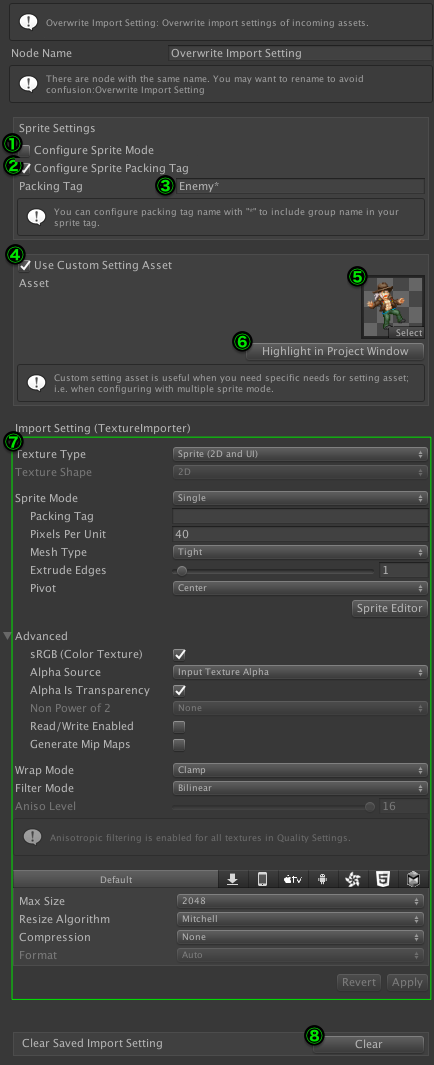 Overwrite Import Setting: Overwrite import settings of incoming assets.
Node Name Overwrite Import Setting
There are node with the same name. You may want to rename to avoid
confusion:Overwrite Import Setting
Sprite Settings
1 Configure Sprite Mode
2 Configure Sprite Packing Tag
Packing Tag 3 Enemy*
You can configure packing tag name with "*" to include group name in your
sprite tag.
4 Use Custom Setting Asset
Asset 5
Select
6 Highlight in Project Window
Custom setting asset is useful when you need specific needs for setting asset;
i.e. when configuring with multiple sprite mode.
Import Setting (TextureImporter)
7
Texture Type Sprite (2D and UI)
Texture Shape 2D
Sprite Mode Single
Packing Tag
Pixels Per Unit 40
Mesh Type Tight
Extrude Edges 1
Pivot Center
Sprite Editor
Advanced
sRGB (Color Texture)
Alpha Source Input Texture Alpha
Alpha Is Transparency
Non Power of 2 None
Read/Write Enabled
Generate Mip Maps
Wrap Mode Clamp
Filter Mode Bilinear
Aniso Level 16
Anisotropic filtering is enabled for all textures in Quality Settings.
Default tv
Max Size 2048
Resize Algorithm Mitchell
Compression None
Format Auto
Revert Apply
Clear Saved Import Setting 8 Clear